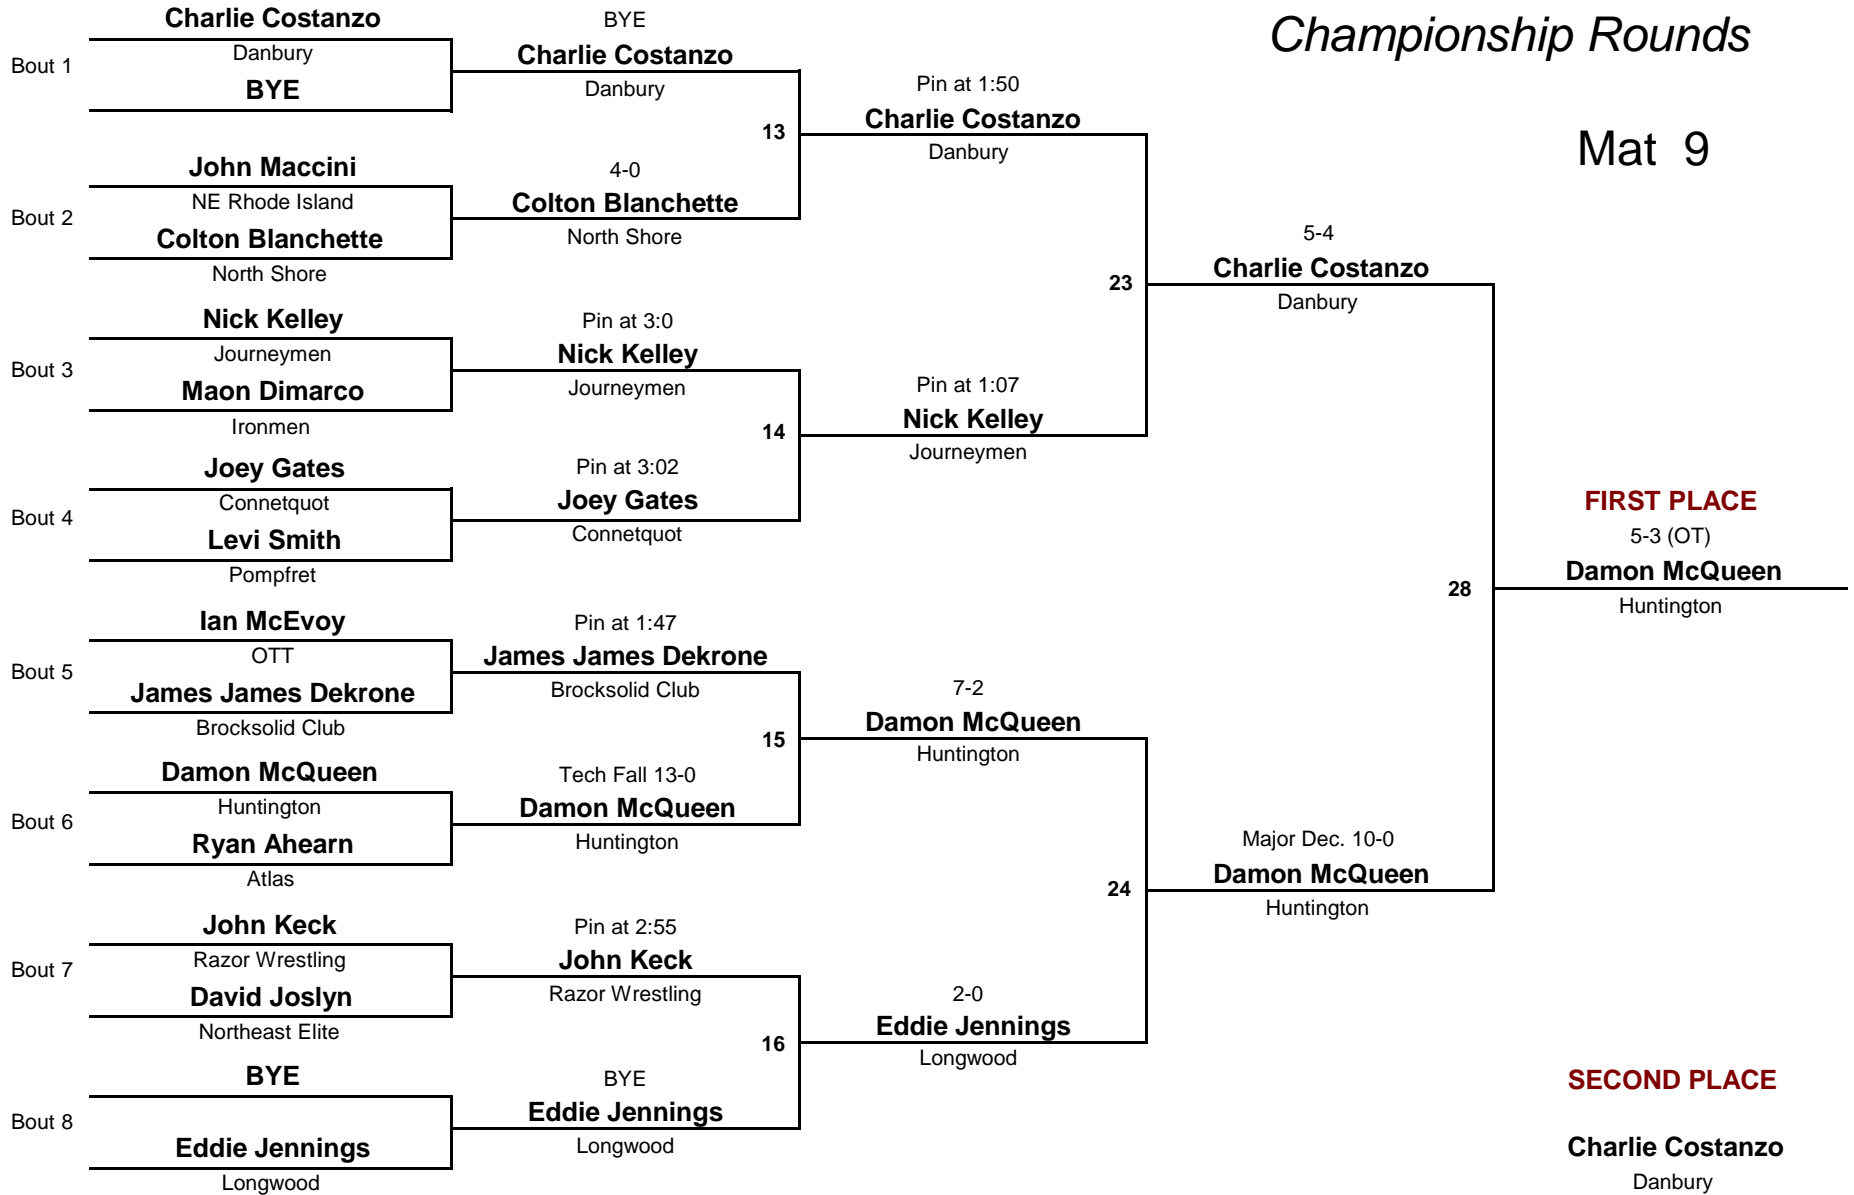 Championship Rounds
Mat 9
Bout 1
Charlie Costanzo
Danbury
BYE
Bout 2
John Maccini
NE Rhode Island
Colton Blanchette
North Shore
Bout 3
Nick Kelley
Journeymen
Maon Dimarco
Ironmen
Bout 4
Joey Gates
Connetquot
Levi Smith
Pompfret
Bout 5
Ian McEvoy
OTT
James James Dekrone
Brocksolid Club
Bout 6
Damon McQueen
Huntington
Ryan Ahearn
Atlas
Bout 7
John Keck
Razor Wrestling
David Joslyn
Northeast Elite
Bout 8
BYE
Eddie Jennings
Longwood
BYE
Charlie Costanzo
Danbury
13
4-0
Colton Blanchette
North Shore
Pin at 3:0
Nick Kelley
Journeymen
14
Pin at 3:02
Joey Gates
Connetquot
Pin at 1:47
James James Dekrone
Brocksolid Club
15
Tech Fall 13-0
Damon McQueen
Huntington
Pin at 2:55
John Keck
Razor Wrestling
16
BYE
Eddie Jennings
Longwood
Pin at 1:50
Charlie Costanzo
Danbury
23
Pin at 1:07
Nick Kelley
Journeymen
7-2
Damon McQueen
Huntington
24
2-0
Eddie Jennings
Longwood
5-4
Charlie Costanzo
Danbury
28
Major Dec. 10-0
Damon McQueen
Huntington
FIRST PLACE
5-3 (OT)
Damon McQueen
Huntington
SECOND PLACE
Charlie Costanzo
Danbury